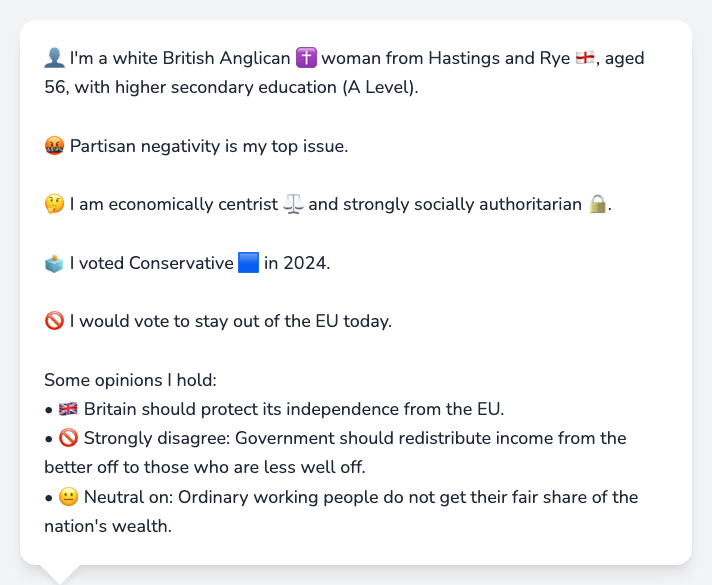 👤 I'm a white British Anglican ✝️ woman from Hastings and Rye 🏴󠁧󠁢󠁥󠁮󠁧󠁿, aged
56, with higher secondary education (A Level).
🤬 Partisan negativity is my top issue.
🤔 I am economically centrist ⚖️ and strongly socially authoritarian 🔒.
🗳️ I voted Conservative 🟦 in 2024.
🚫 I would vote to stay out of the EU today.
Some opinions I hold:
• 🇬🇧 Britain should protect its independence from the EU.
• 🚫 Strongly disagree: Government should redistribute income from the
better off to those who are less well off.
• 😐 Neutral on: Ordinary working people do not get their fair share of the
nation's wealth.